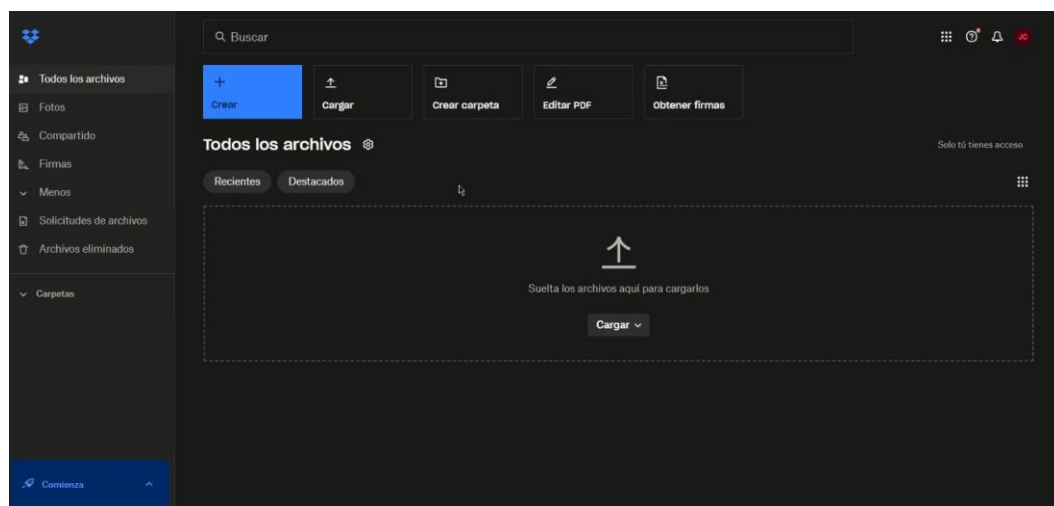 Buscar
JC
Todos los archivos
Fotos
Compartido
Firmas
Menos
Solicitudes de archivos
Archivos eliminados
Carpetas
Comienza
Crear
Cargar
Crear carpeta
Editar PDF
Obtener firmas
Todos los archivos
Solo tú tienes acceso
Recientes
Destacados
Suelta los archivos aquí para cargarlos
Cargar